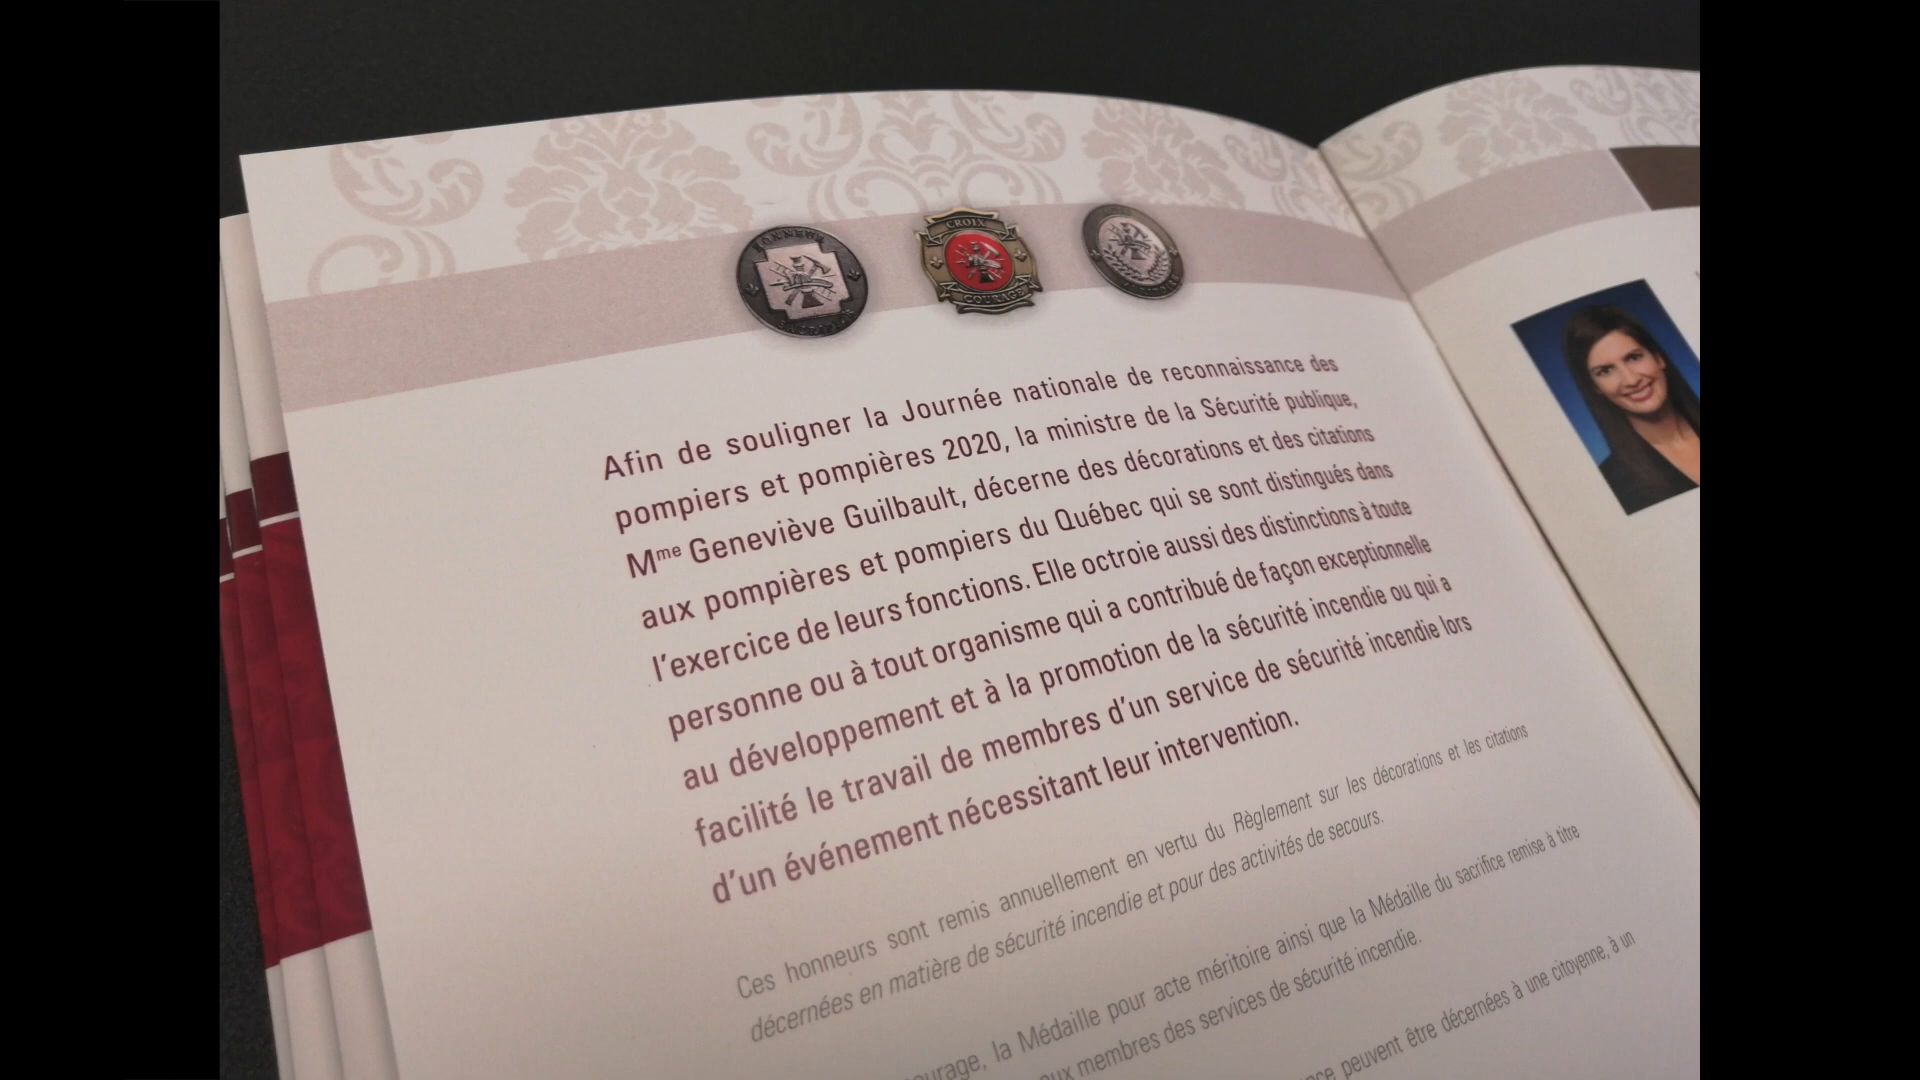 HONNEUR
SACRIFICE
CROIX
COURAGE
Afin de souligner la Journée nationale de reconnaissance des
pompiers et pompières 2020, la ministre de la Sécurité publique,
Mme Geneviève Guilbault, décerne des décorations et des citations
aux pompières et pompiers du Québec qui se sont distingués dans
l'exercice de leurs fonctions. Elle octroie aussi des distinctions à toute
personne ou à tout organisme qui a contribué de façon exceptionnelle
au développement et à la promotion de la sécurité incendie ou qui a
facilité le travail de membres d'un service de sécurité incendie lors
d'un événement nécessitant leur intervention.
Ces honneurs sont remis annuellement en vertu du Règlement sur les décorations et les citations
décernées en matière de sécurité incendie et pour des activités de secours.
urage, la Médaille pour acte méritoire ainsi que la Médaille du sacrifice remise à titre
ux membres des services de sécurité incendie.
nce peuvent être décernées à une citoyenne, à un